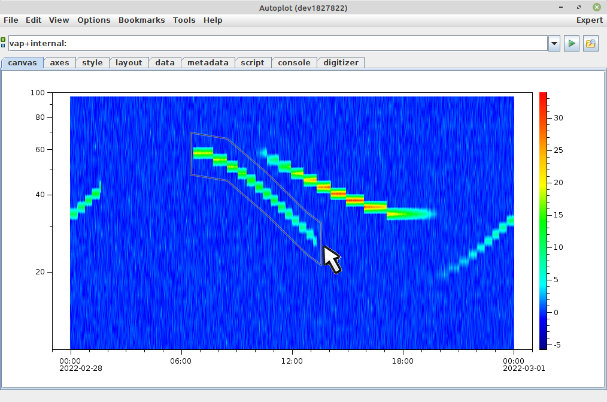 Autoplot (dev1827822)
File Edit View Options Bookmarks Tools Help Expert
vap+internal:
canvas axes style layout data metadata script console digitizer
100
80
60
40
20
00:00 06:00 12:00 18:00 00:00
2022-02-28 2022-03-01
30
25
20
15
10
5
0
-5